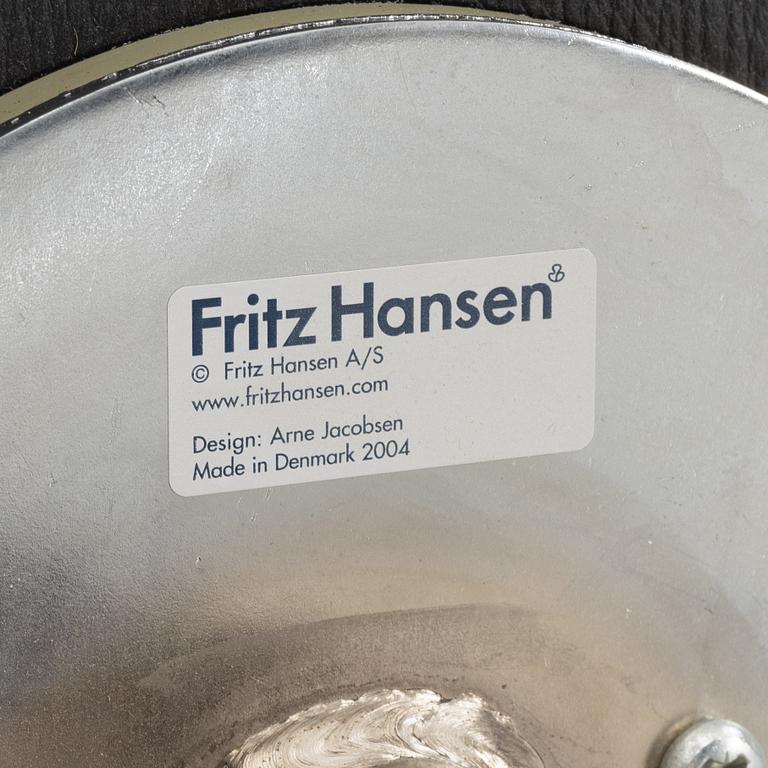 Fritz Hansen
© Fritz Hansen A/S
www.fritzhansen.com
Design: Arne Jacobsen
Made in Denmark 2004